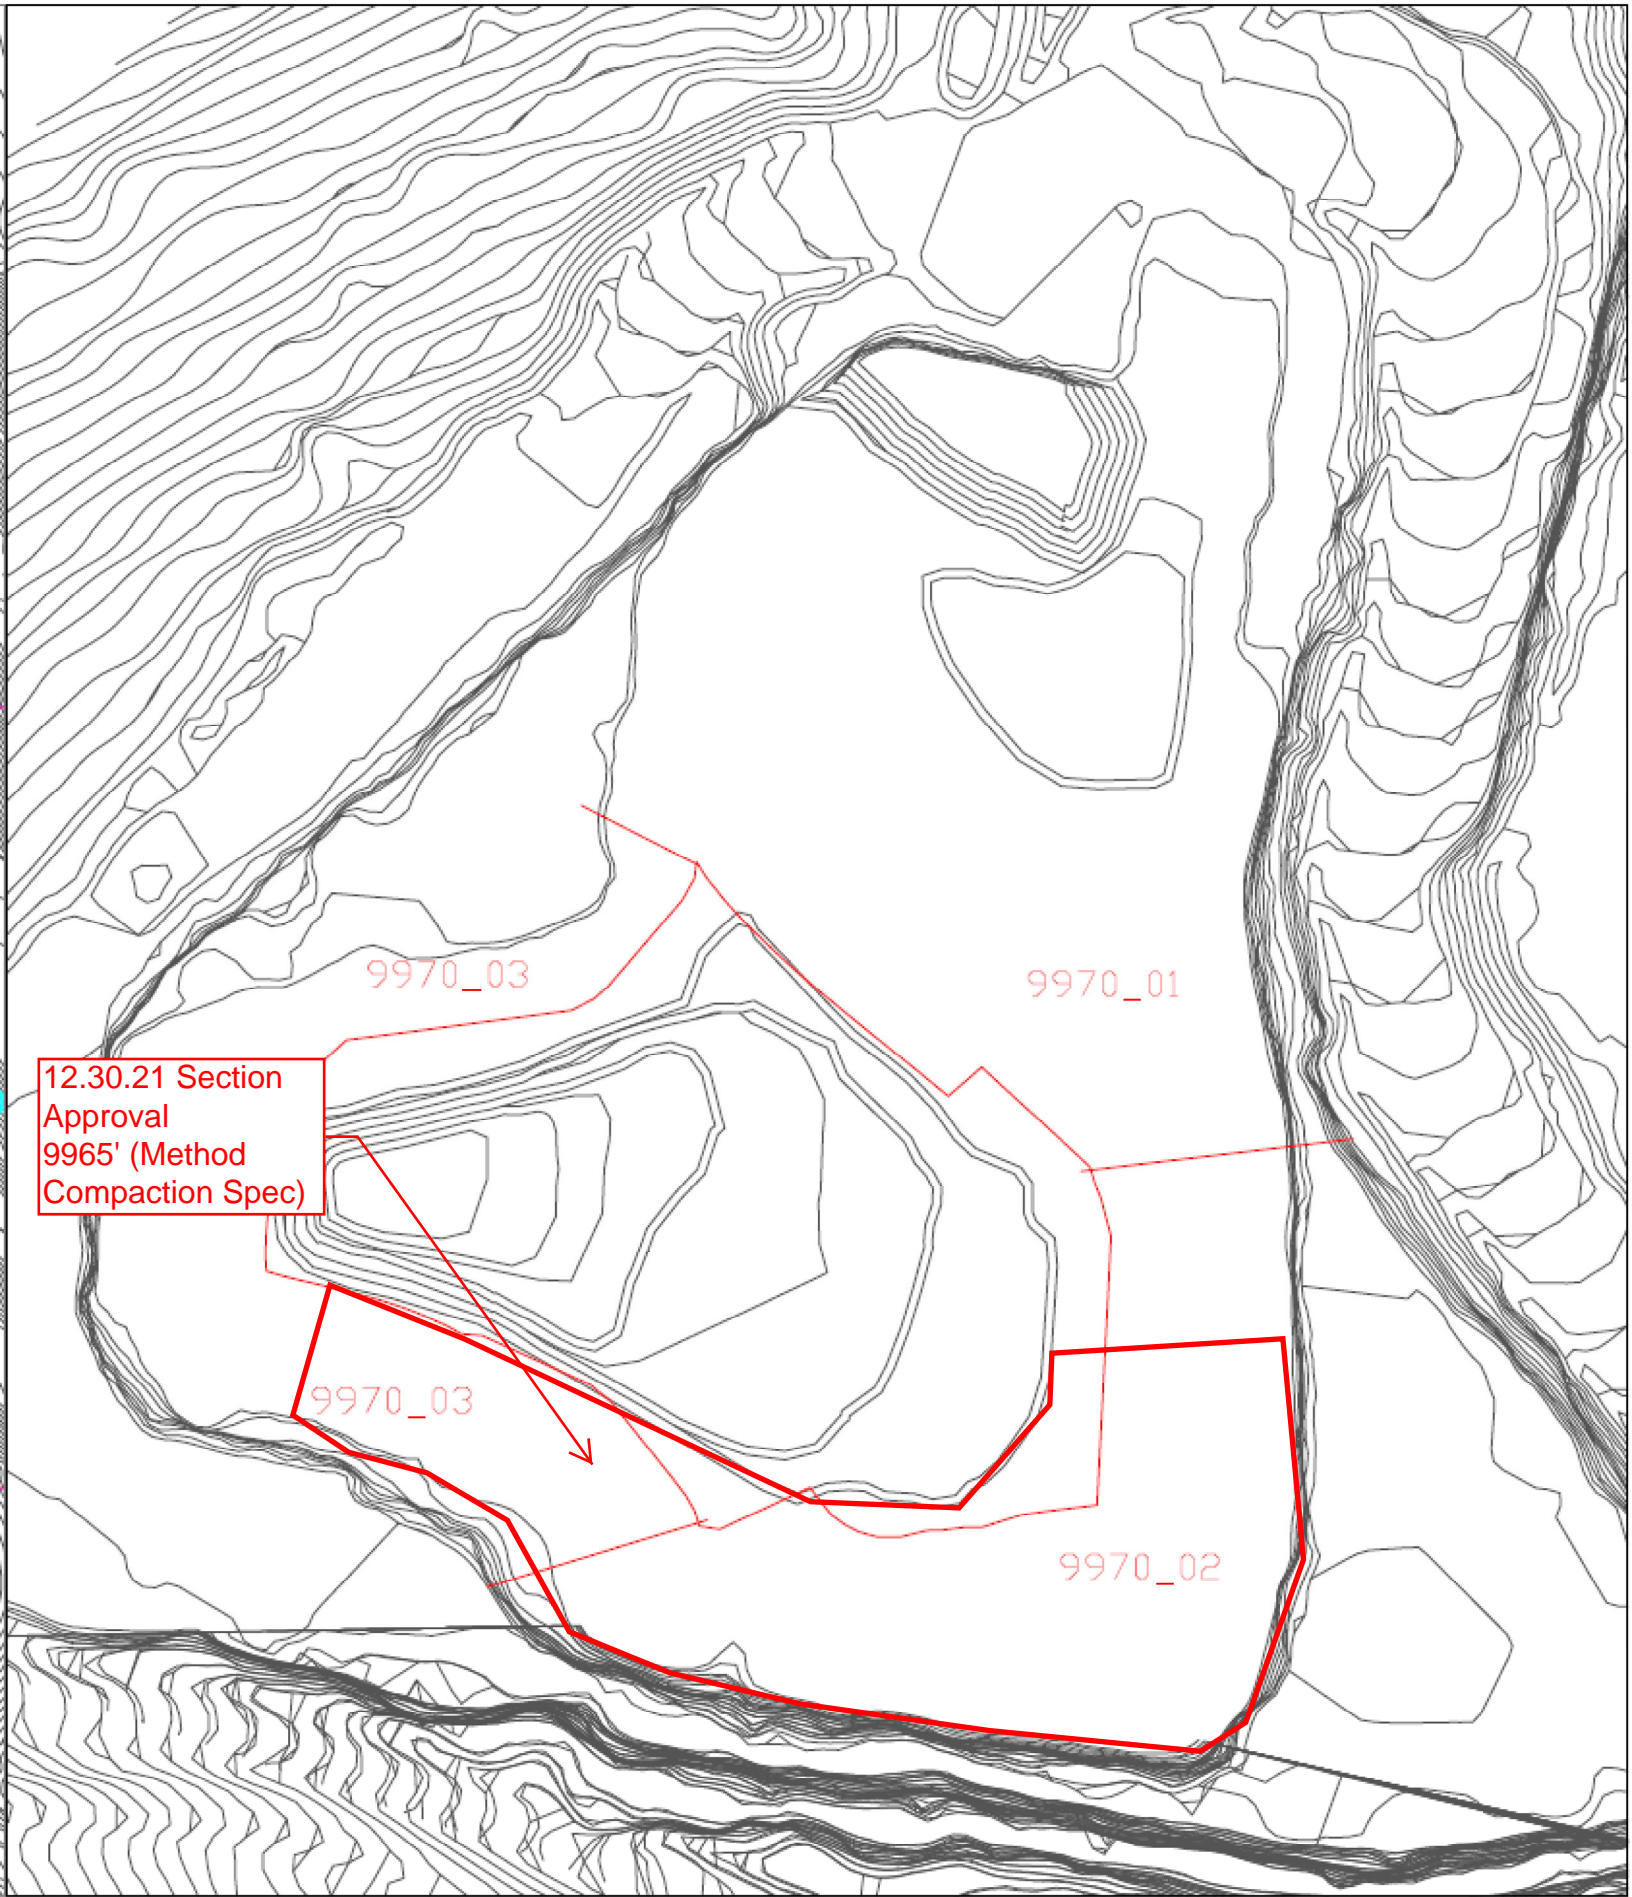 9970_03
9970_01
12.30.21 Section
Approval
9965' (Method
Compaction Spec)
9970_03
9970_02